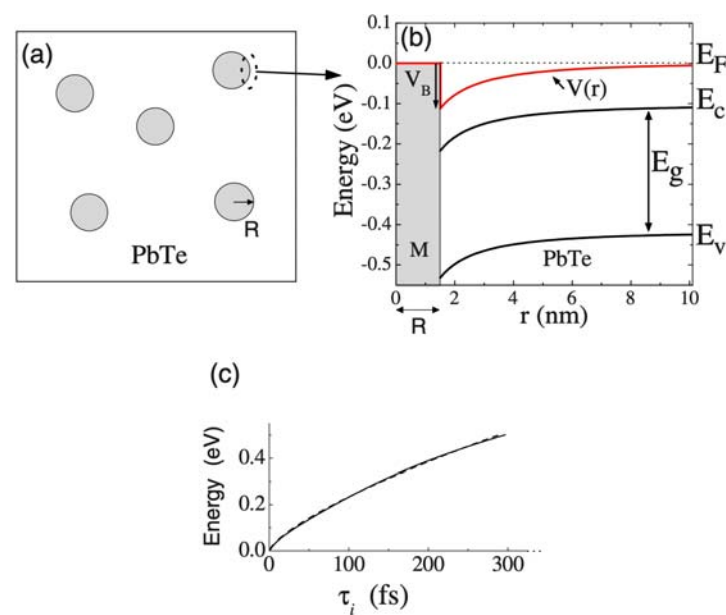 (a)
R
PbTe
(b)
0.1
0.0
-0.1
-0.2
-0.3
-0.4
-0.5
Energy (eV)
V_B
V(r)
E_F
E_c
E_g
E_v
M
PbTe
0 2 4 6 8 10
R
r (nm)
(c)
0.4
0.2
0.0
Energy (eV)
0 100 200 300
τ_i (fs)